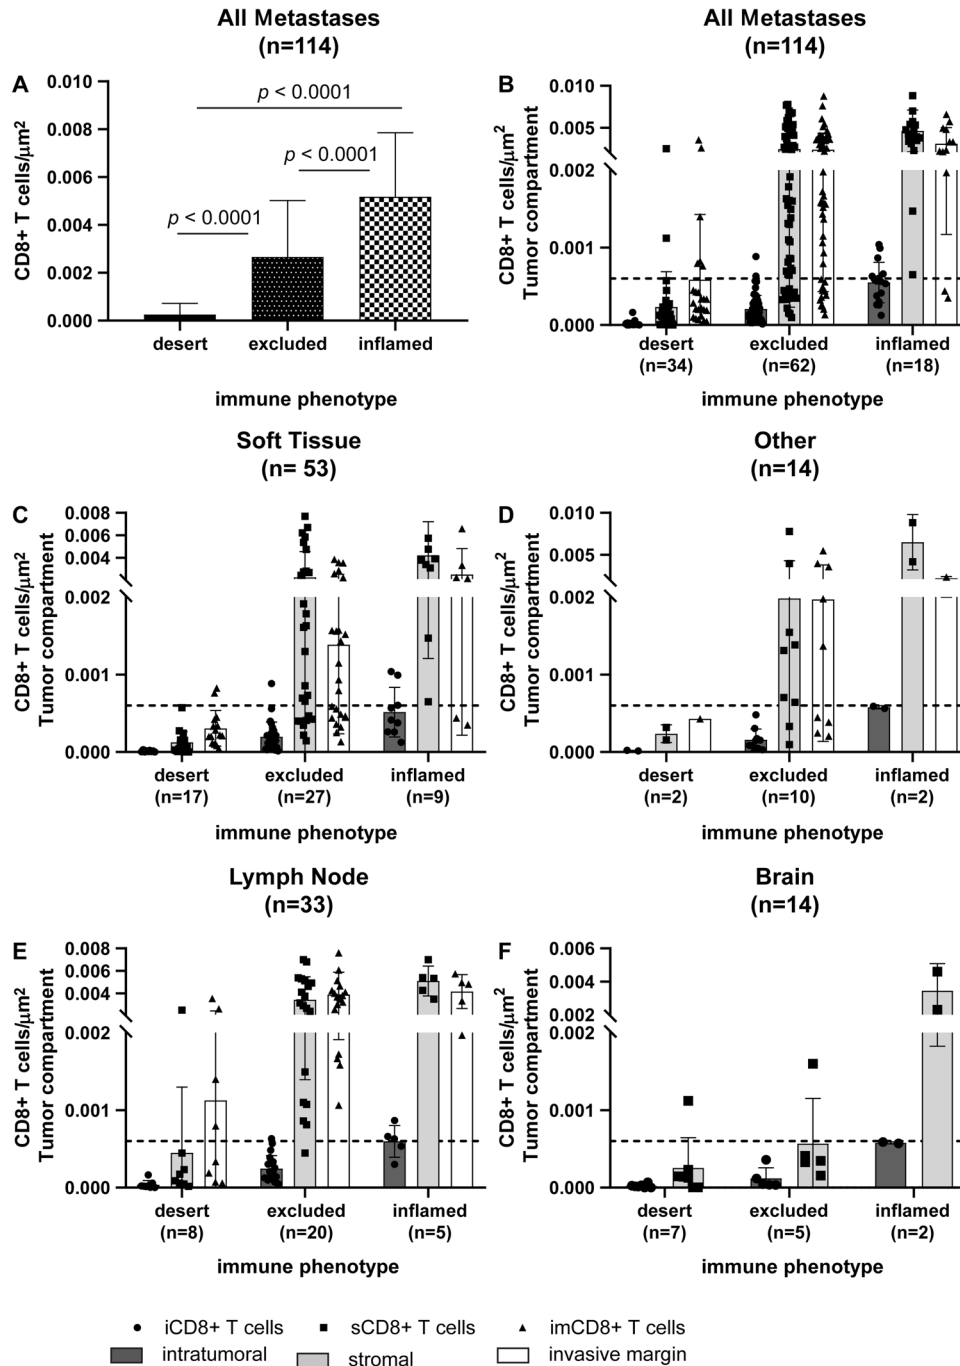 All Metastases
(n=114)
A
CD8+ T cells/μm²
0.010
0.008
0.006
0.004
0.002
0.000
p < 0.0001
p < 0.0001
p < 0.0001
desert
excluded
inflamed
immune phenotype
All Metastases
(n=114)
B
CD8+ T cells/μm²
Tumor compartment
0.010
0.005
0.002
0.001
0.000
desert
(n=34)
excluded
(n=62)
inflamed
(n=18)
immune phenotype
Soft Tissue
(n= 53)
C
CD8+ T cells/μm²
Tumor compartment
0.008
0.006
0.004
0.002
0.001
0.000
desert
(n=17)
excluded
(n=27)
inflamed
(n=9)
immune phenotype
Other
(n=14)
D
CD8+ T cells/μm²
Tumor compartment
0.010
0.005
0.002
0.001
0.000
desert
(n=2)
excluded
(n=10)
inflamed
(n=2)
immune phenotype
Lymph Node
(n=33)
E
CD8+ T cells/μm²
Tumor compartment
0.008
0.006
0.004
0.002
0.001
0.000
desert
(n=8)
excluded
(n=20)
inflamed
(n=5)
immune phenotype
Brain
(n=14)
F
CD8+ T cells/μm²
Tumor compartment
0.006
0.004
0.002
0.002
0.001
0.000
desert
(n=7)
excluded
(n=5)
inflamed
(n=2)
immune phenotype
iCD8+ T cells
sCD8+ T cells
imCD8+ T cells
intratumoral
stromal
invasive margin